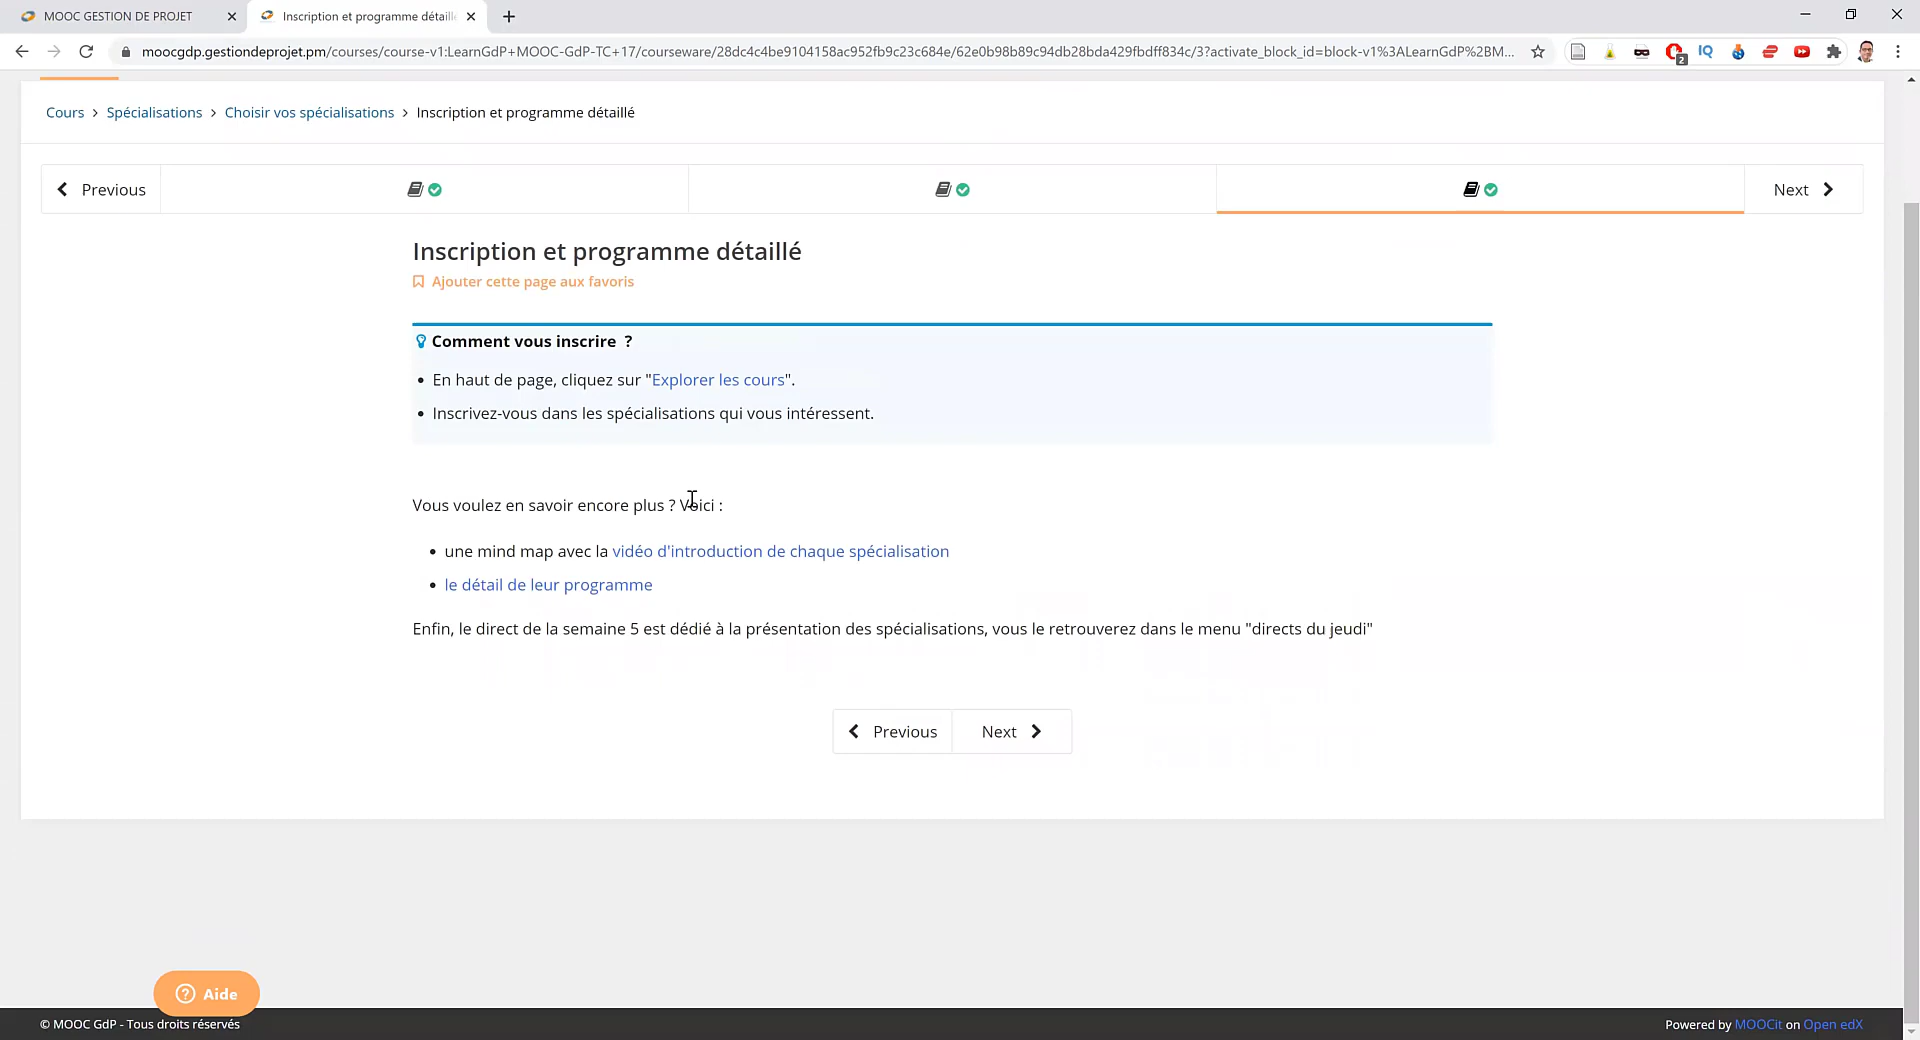 MOOC GESTION DE PROJET
Inscription et programme détaill
moocgdp.gestiondeprojet.pm/courses/course-v1:LearnGdP+MOOC-GdP-TC+17/courseware/28dc4c4be9104158ac952fb9c23c684e/62e0b98b89c94db28bda429fbdff834c/3?activate_block_id=block-v1%3ALearnGdP%2BM...
2
IQ
Cours > Spécialisations > Choisir vos spécialisations > Inscription et programme détaillé
Previous
Next
Inscription et programme détaillé
Ajouter cette page aux favoris
Comment vous inscrire ?
• En haut de page, cliquez sur "Explorer les cours".
• Inscrivez-vous dans les spécialisations qui vous intéressent.
Vous voulez en savoir encore plus ? Voici :
• une mind map avec la vidéo d'introduction de chaque spécialisation
• le détail de leur programme
Enfin, le direct de la semaine 5 est dédié à la présentation des spécialisations, vous le retrouverez dans le menu "directs du jeudi"
Previous
Next
Aide
© MOOC GdP - Tous droits réservés
Powered by MOOCit on Open edX